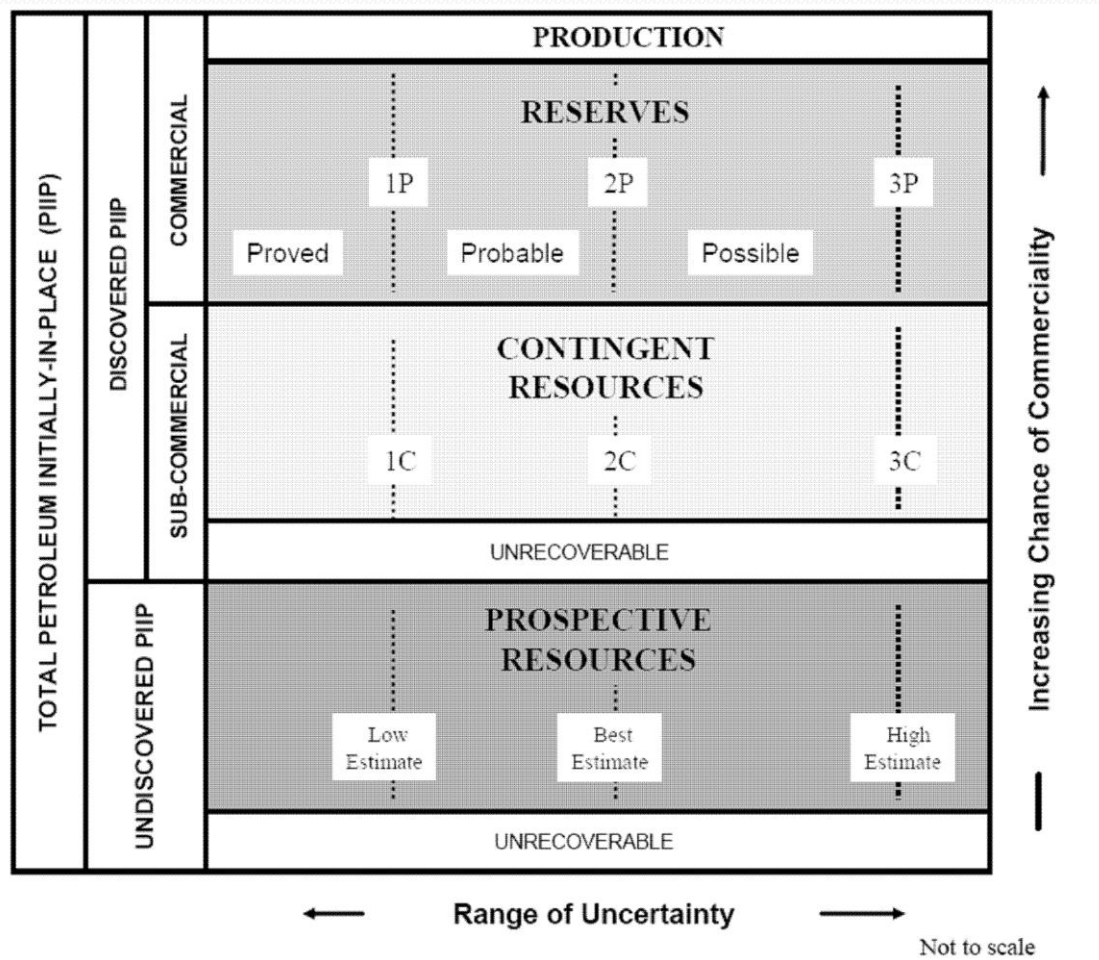 TOTAL PETROLEUM INITIALLY-IN-PLACE (PIIP)
DISCOVERED PIIP
UNDISCOVERED PIIP
COMMERCIAL
SUB-COMMERCIAL
PRODUCTION
RESERVES
1P 2P 3P
Proved Probable Possible
CONTINGENT
RESOURCES
1C 2C 3C
UNRECOVERABLE
PROSPECTIVE
RESOURCES
Low Best High
Estimate Estimate Estimate
UNRECOVERABLE
Increasing Chance of Commerciality
Range of Uncertainty
Not to scale